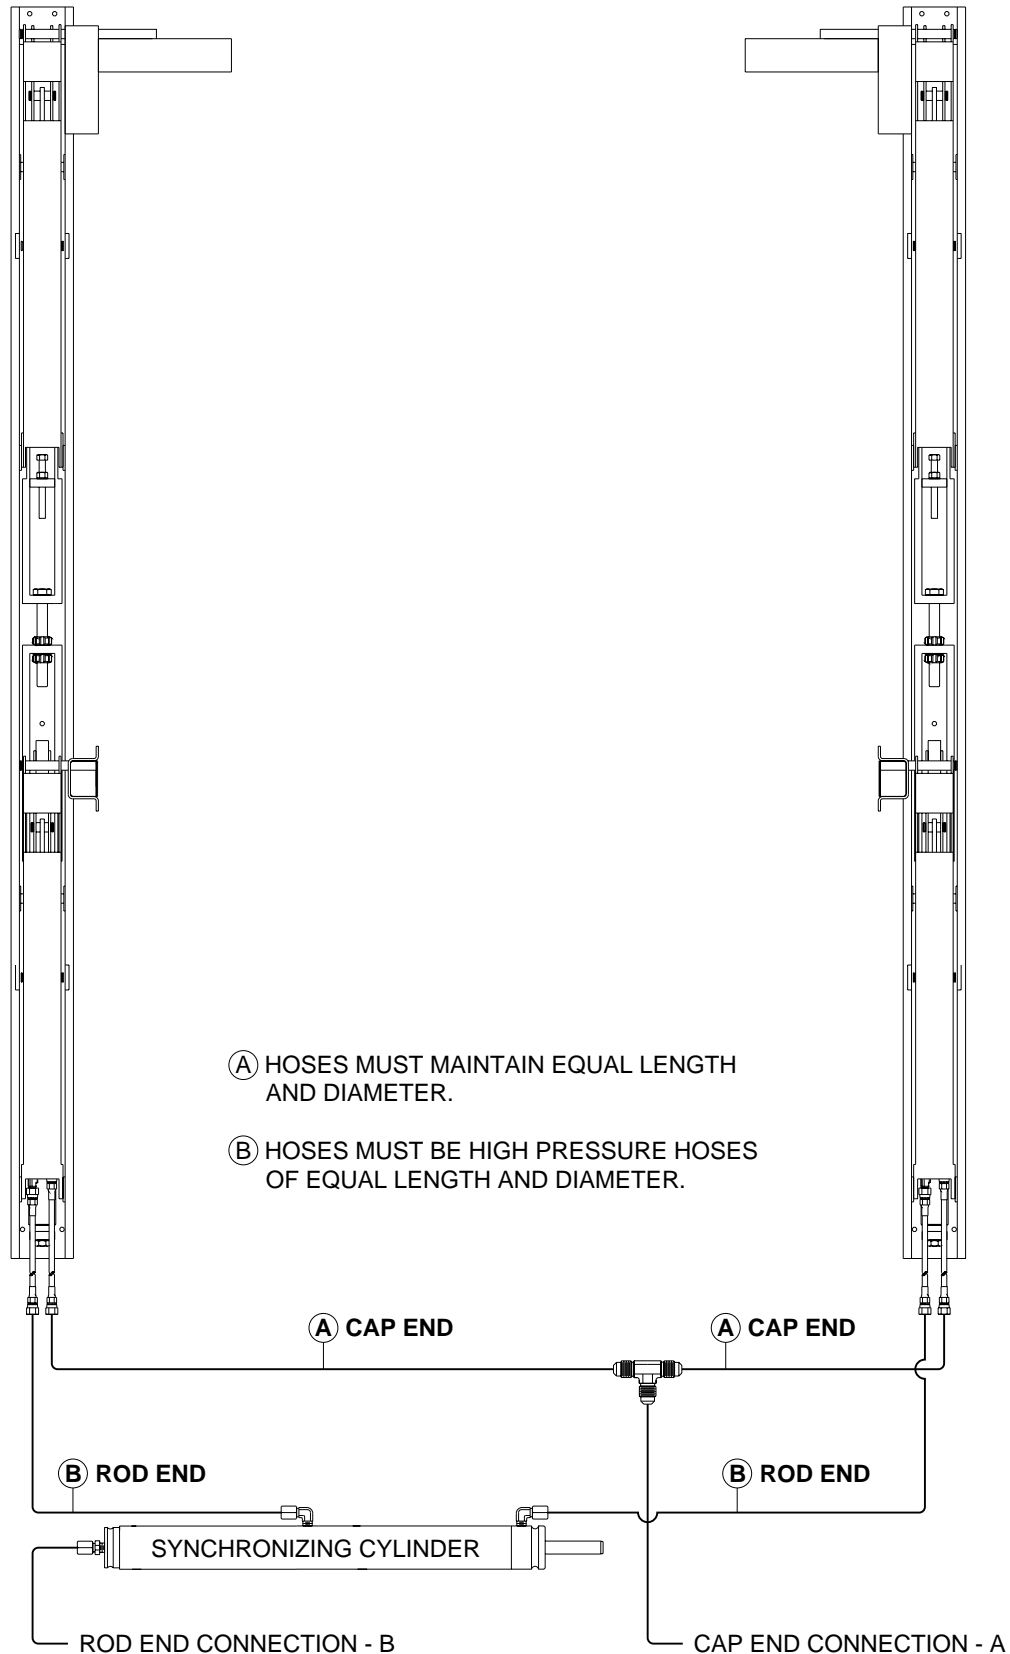 Ⓐ HOSES MUST MAINTAIN EQUAL LENGTH
AND DIAMETER.
Ⓑ HOSES MUST BE HIGH PRESSURE HOSES
OF EQUAL LENGTH AND DIAMETER.
Ⓐ CAP END
Ⓐ CAP END
Ⓑ ROD END
Ⓑ ROD END
SYNCHRONIZING CYLINDER
ROD END CONNECTION - B
CAP END CONNECTION - A